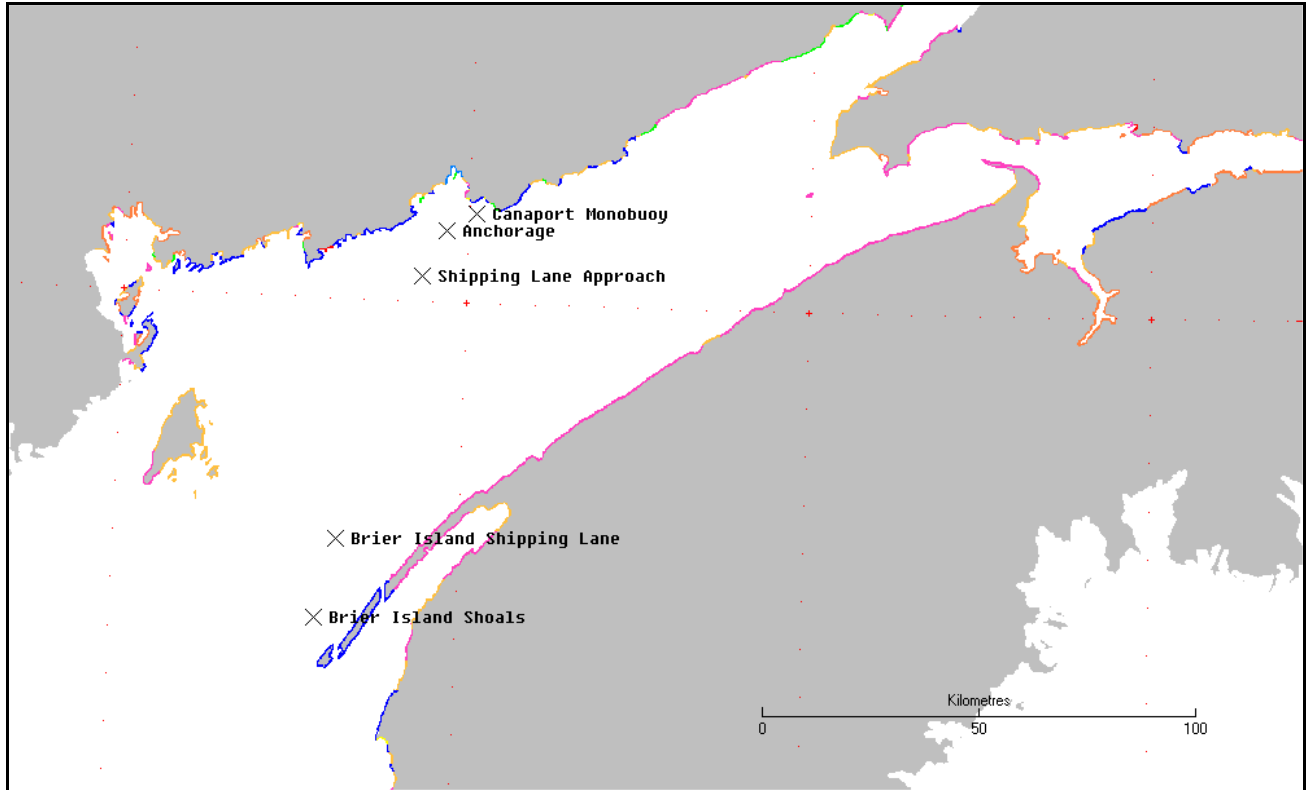 Canaport Monobuoy
Anchorage
Shipping Lane Approach
Brier Island Shipping Lane
Brier Island Shoals
Kilometres
0 50 100